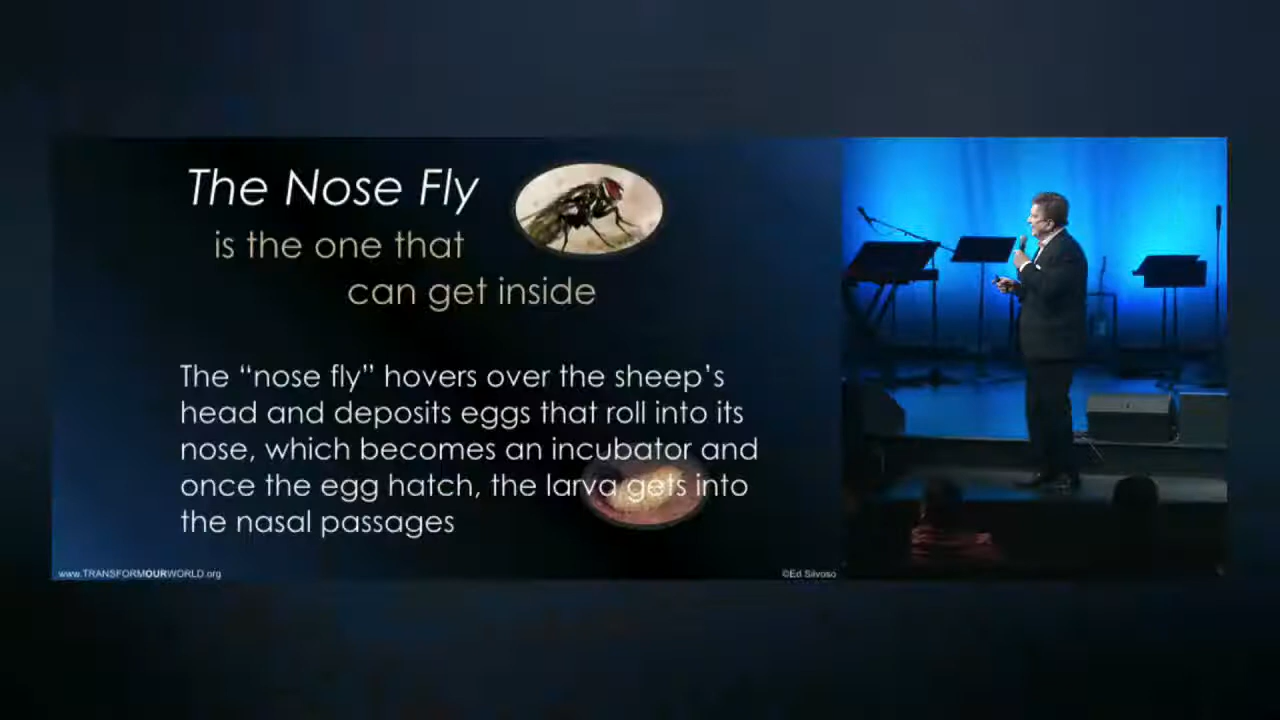 The Nose Fly
is the one that
can get inside
The “nose fly” hovers over the sheep’s
head and deposits eggs that roll into its
nose, which becomes an incubator and
once the egg hatch, the larva gets into
the nasal passages
www.TRANSFORMOURWORLD.org
©Ed Silvoso